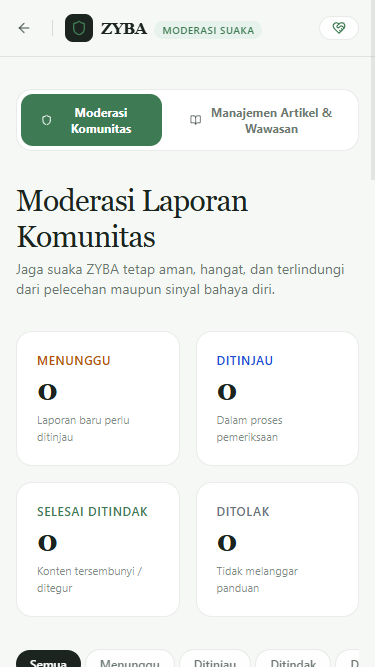 ZYBA MODERASI SUAKA
Moderasi
Komunitas
Manajemen Artikel &
Wawasan
Moderasi Laporan
Komunitas
Jaga suaka ZYBA tetap aman, hangat, dan terlindungi
dari pelecehan maupun sinyal bahaya diri.
MENUNGGU
0
Laporan baru perlu
ditinjau
DITINJAU
0
Dalam proses
pemeriksaan
SELESAI DITINDAK
0
Konten tersembunyi /
ditegur
DITOLAK
0
Tidak melanggar
panduan
Semua Menunggu Ditinjau Ditindak D